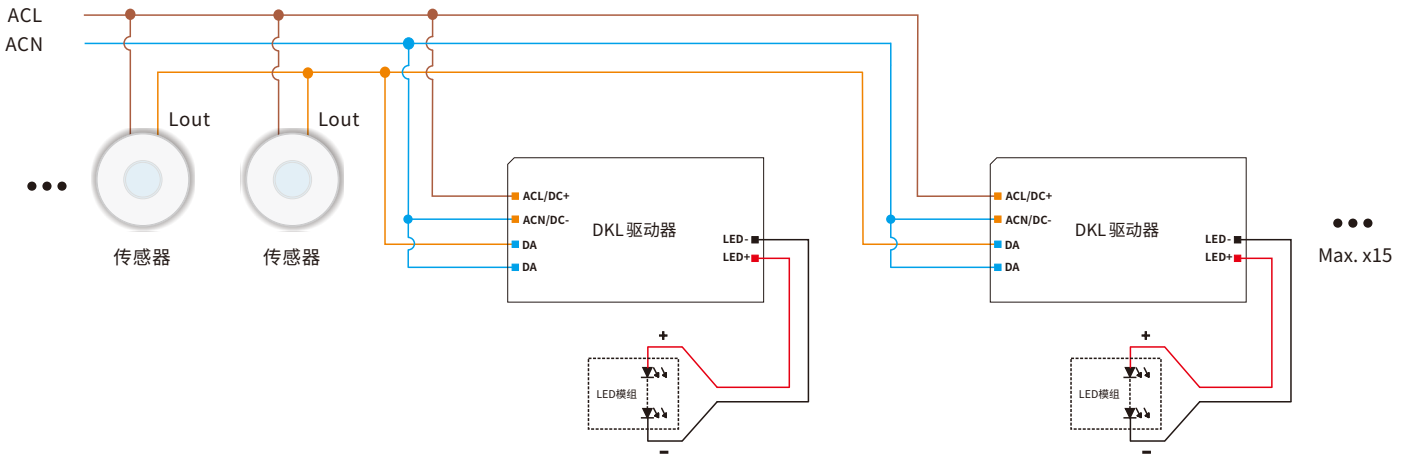 ACL
ACN
Lout
Lout
传感器
传感器
ACL/DC+
ACN/DC-
DA
DA
DKL 驱动器
LED-
LED+
+
LED模组
-
ACL/DC+
ACN/DC-
DA
DA
DKL 驱动器
LED-
LED+
+
LED模组
-
Max. x15